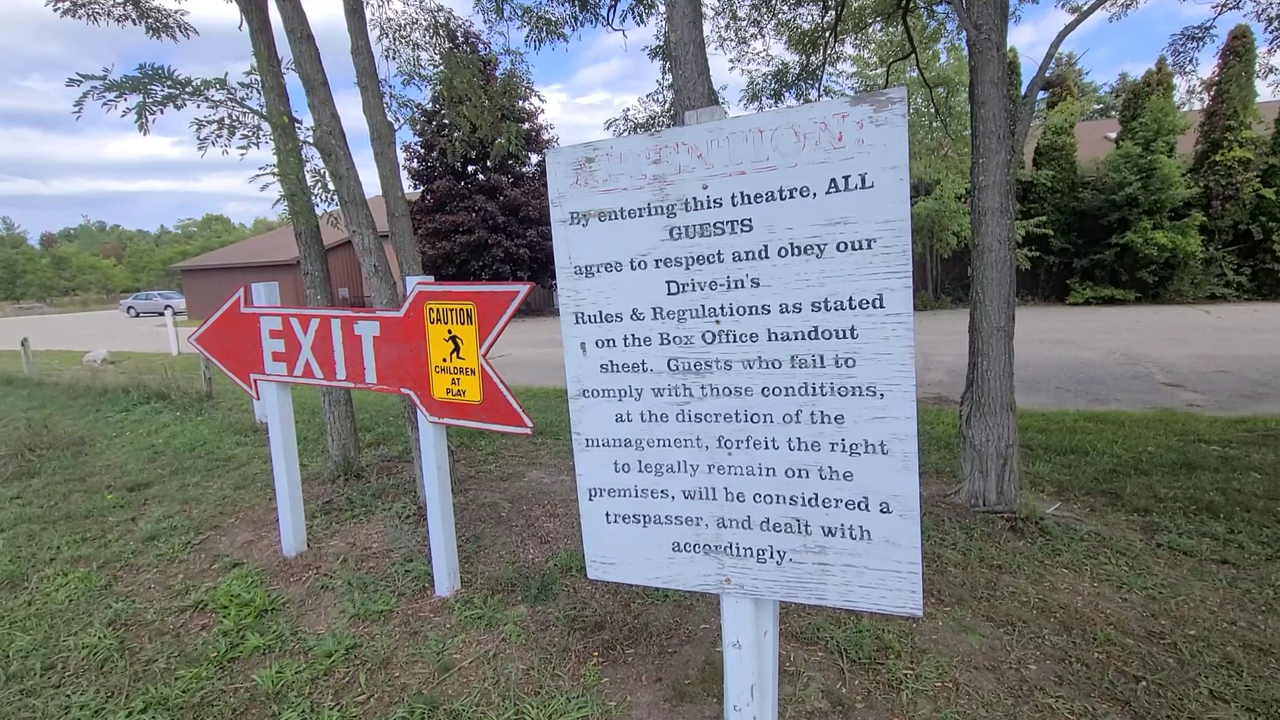 EXIT
CAUTION
CHILDREN
AT
PLAY
ATTENTION!
By entering this theatre, ALL
GUESTS
agree to respect and obey our
Drive-in's
Rules & Regulations as stated
on the Box Office handout
sheet. Guests who fail to
comply with those conditions,
at the discretion of the
management, forfeit the right
to legally remain on the
premises, will be considered a
trespasser, and dealt with
accordingly.